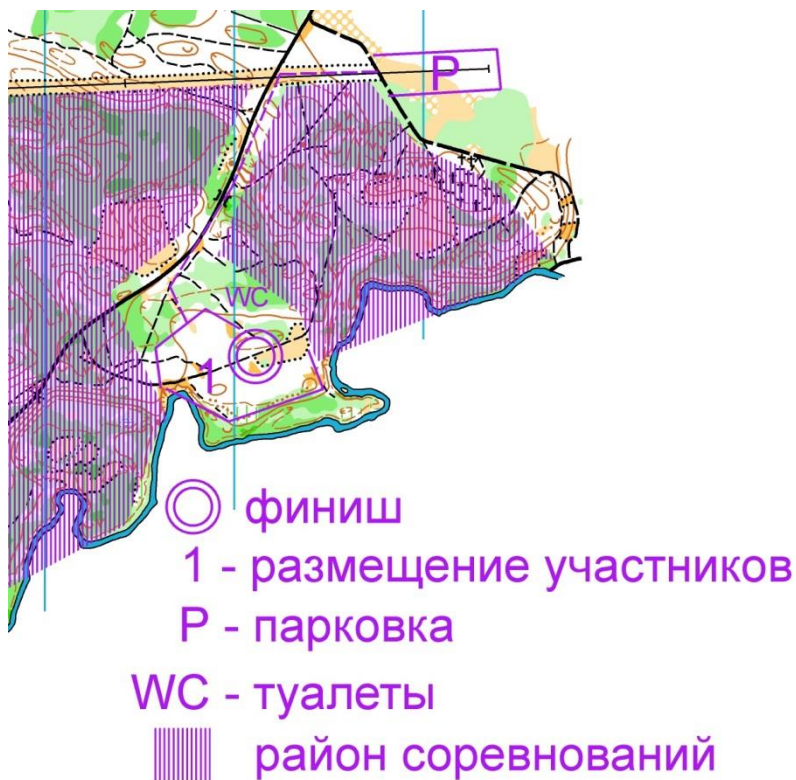 P
WC
1
финиш
1 - размещение участников
P - парковка
WC - туалеты
район соревнований